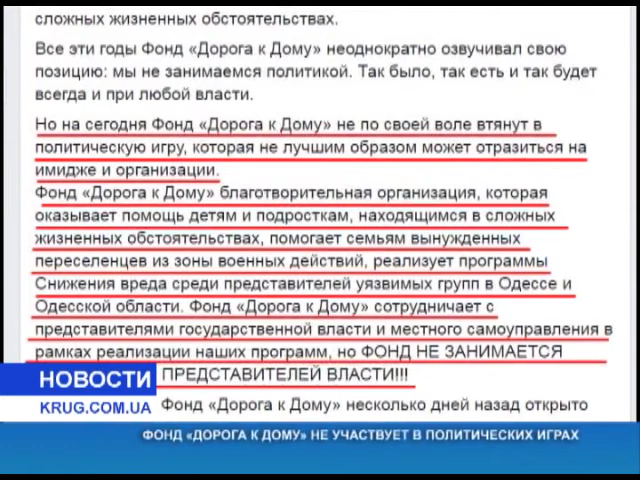 сложных жизненных обстоятельствах.
Все эти годы Фонд «Дорога к Дому» неоднократно озвучивал свою
позицию: мы не занимаемся политикой. Так было, так есть и так будет
всегда и при любой власти.
Но на сегодня Фонд «Дорога к Дому» не по своей воле втянут в
политическую игру, которая не лучшим образом может отразиться на
имидже и организации.
Фонд «Дорога к Дому» благотворительная организация, которая
оказывает помощь детям и подросткам, находящимся в сложных
жизненных обстоятельствах, помогает семьям вынужденных
переселенцев из зоны военных действий, реализует программы
Снижения вреда среди представителей уязвимых групп в Одессе и
Одесской области. Фонд «Дорога к Дому» сотрудничает с
представителями государственной власти и местного самоуправления в
рамках реализации наших программ, но ФОНД НЕ ЗАНИМАЕТСЯ
ПРЕДСТАВИТЕЛЕЙ ВЛАСТИ!!!
Фонд «Дорога к Дому» несколько дней назад открыто
НОВОСТИ
KRUG.COM.UA
ФОНД «ДОРОГА К ДОМУ» НЕ УЧАСТВУЕТ В ПОЛИТИЧЕСКИХ ИГРАХ